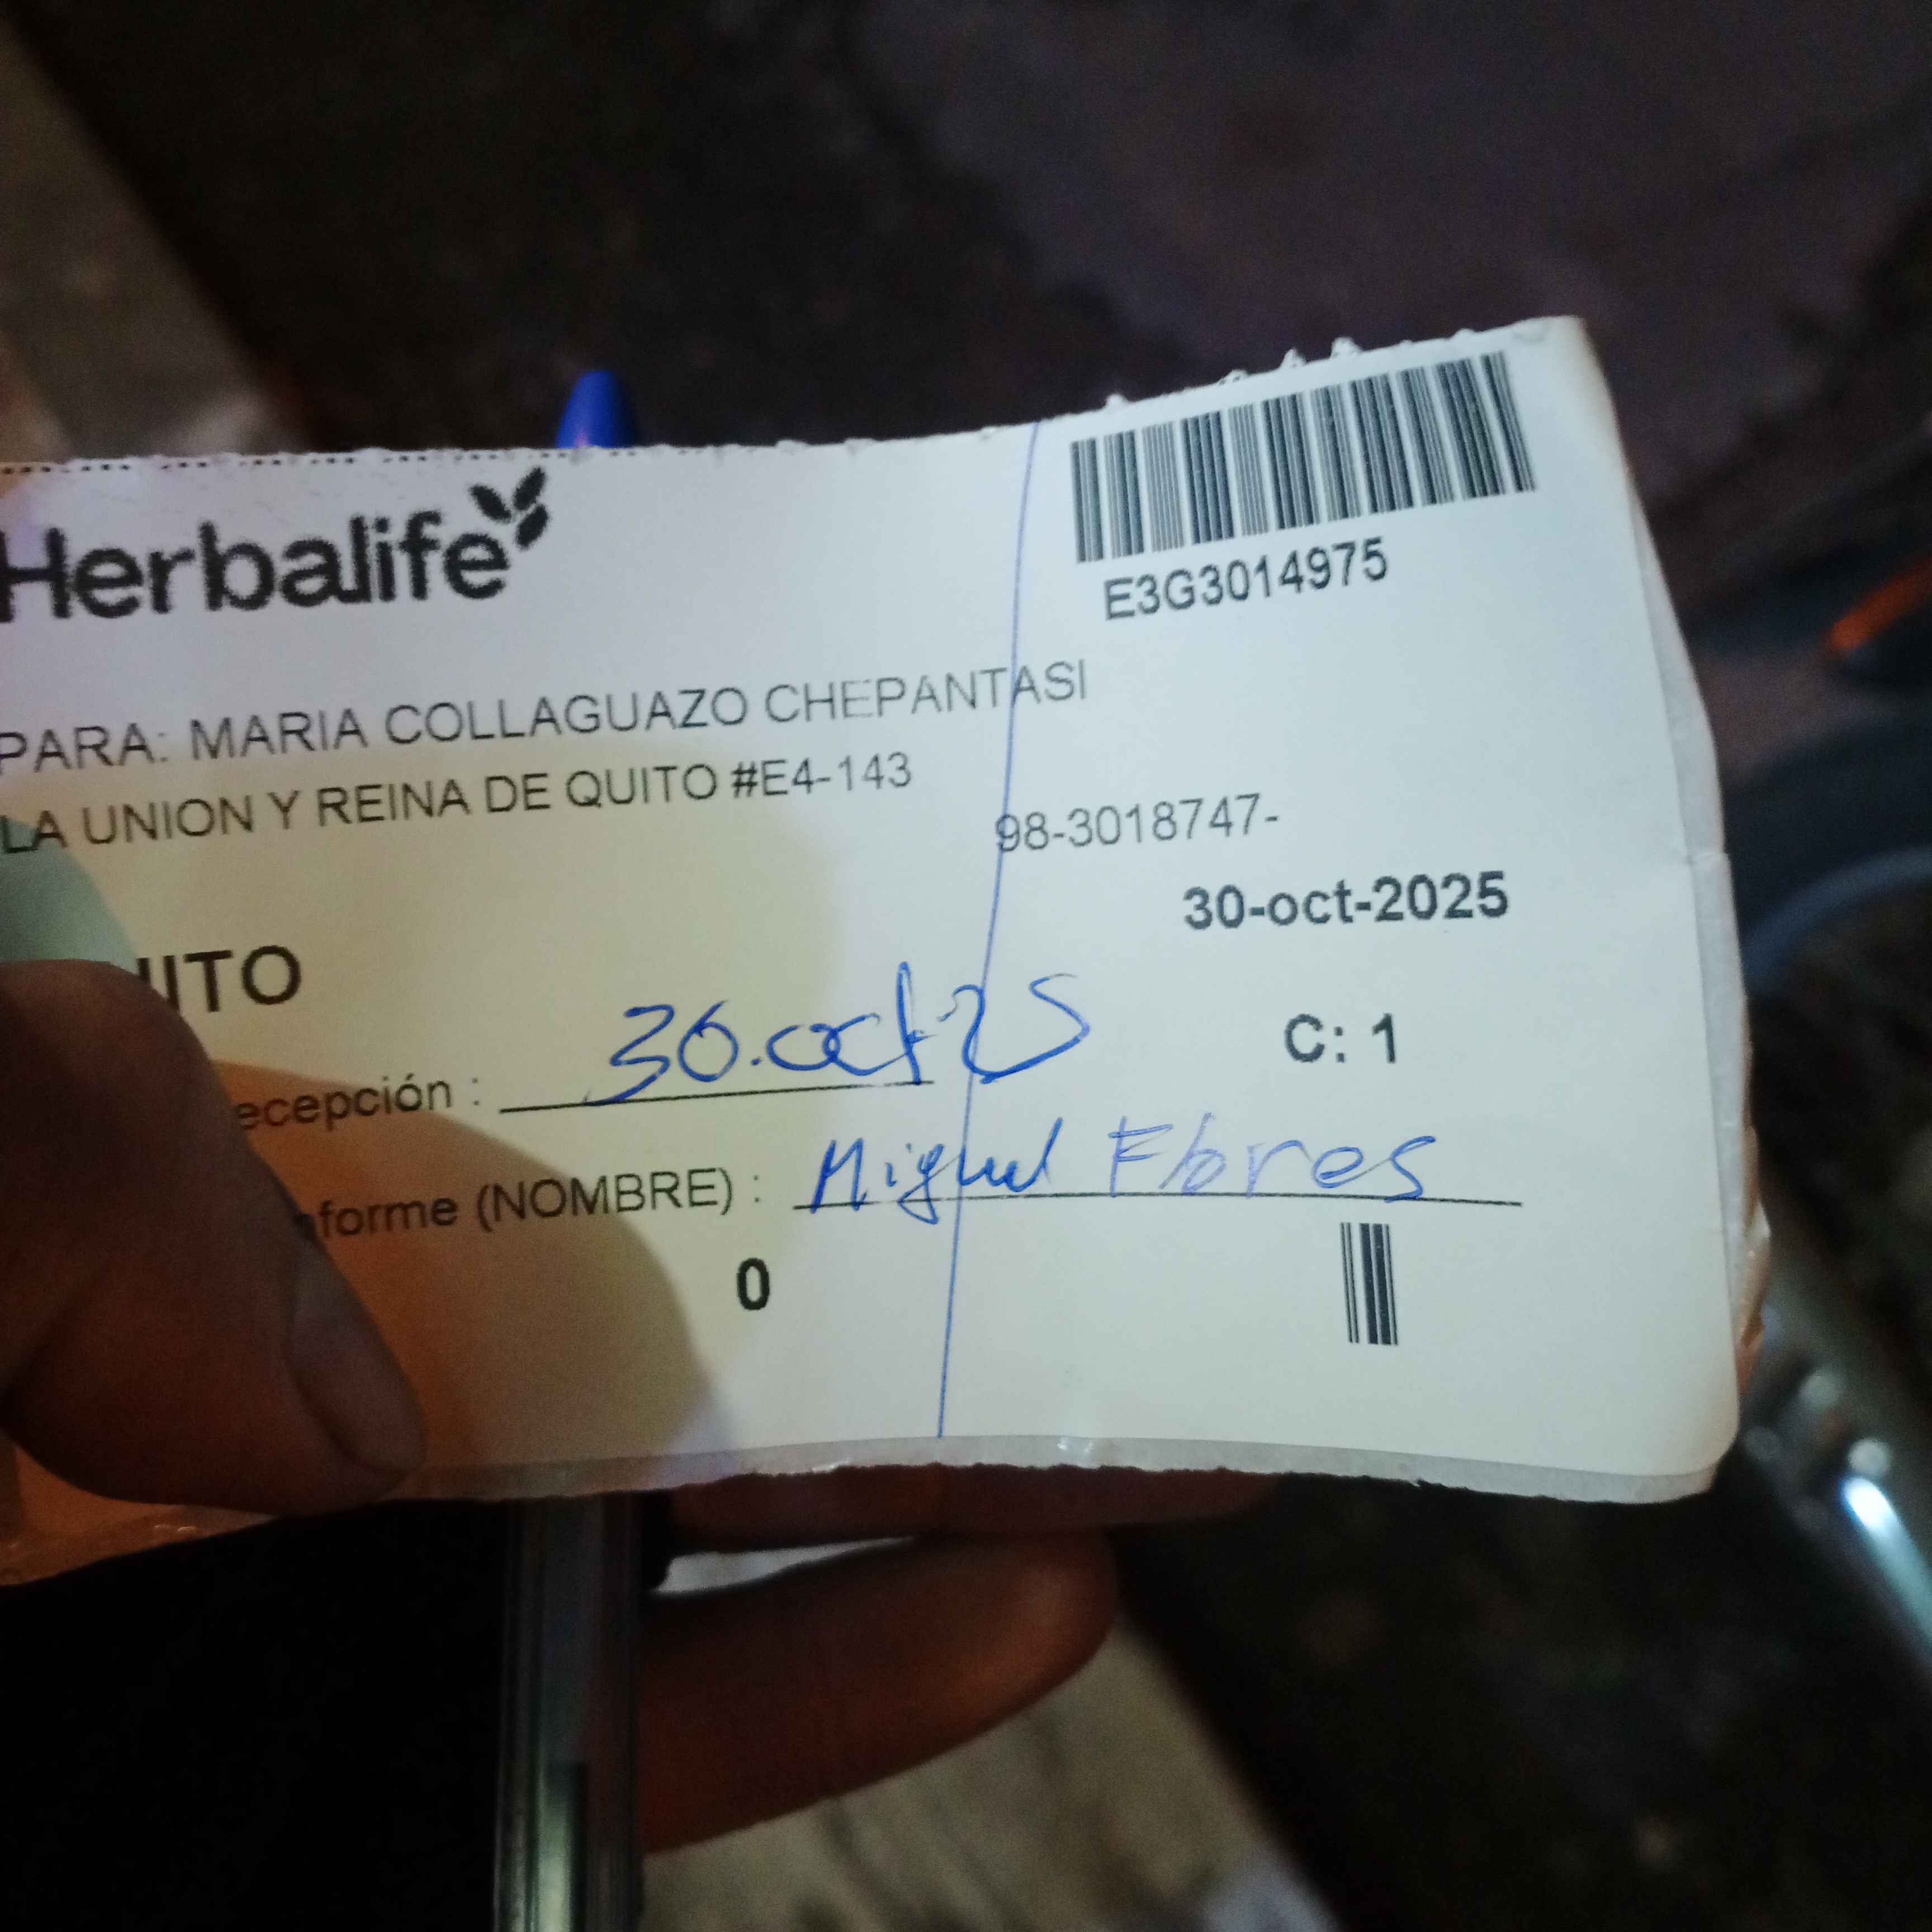 Herbalife
E3G3014975
PARA: MARIA COLLAGUAZO CHEPANTASI
LA UNION Y REINA DE QUITO #E4-143
98-3018747-
30-oct-2025
UITO
C: 1
ecepción : 30.oct 25
nforme (NOMBRE) : Miguel Flores
0